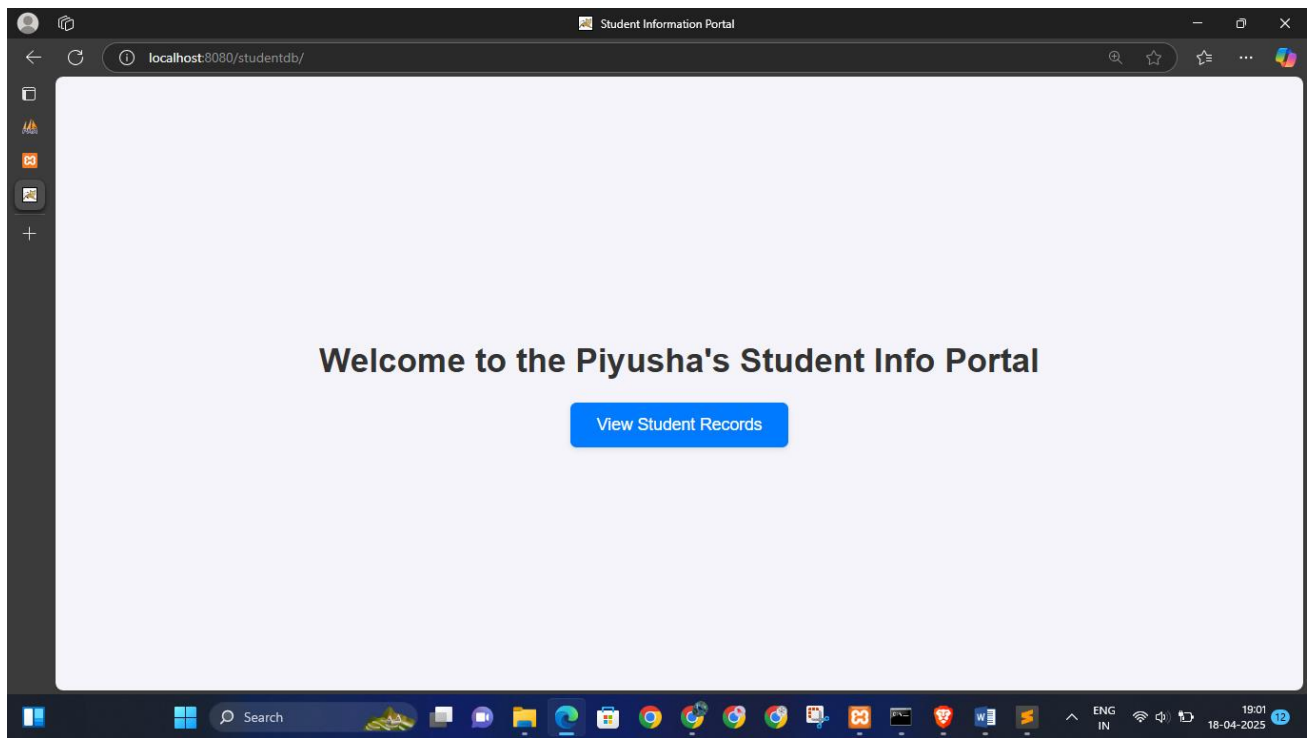 Student Information Portal
localhost:8080/studentdb/
Welcome to the Piyusha's Student Info Portal
View Student Records
Search
ENG
IN
19:01
18-04-2025
12